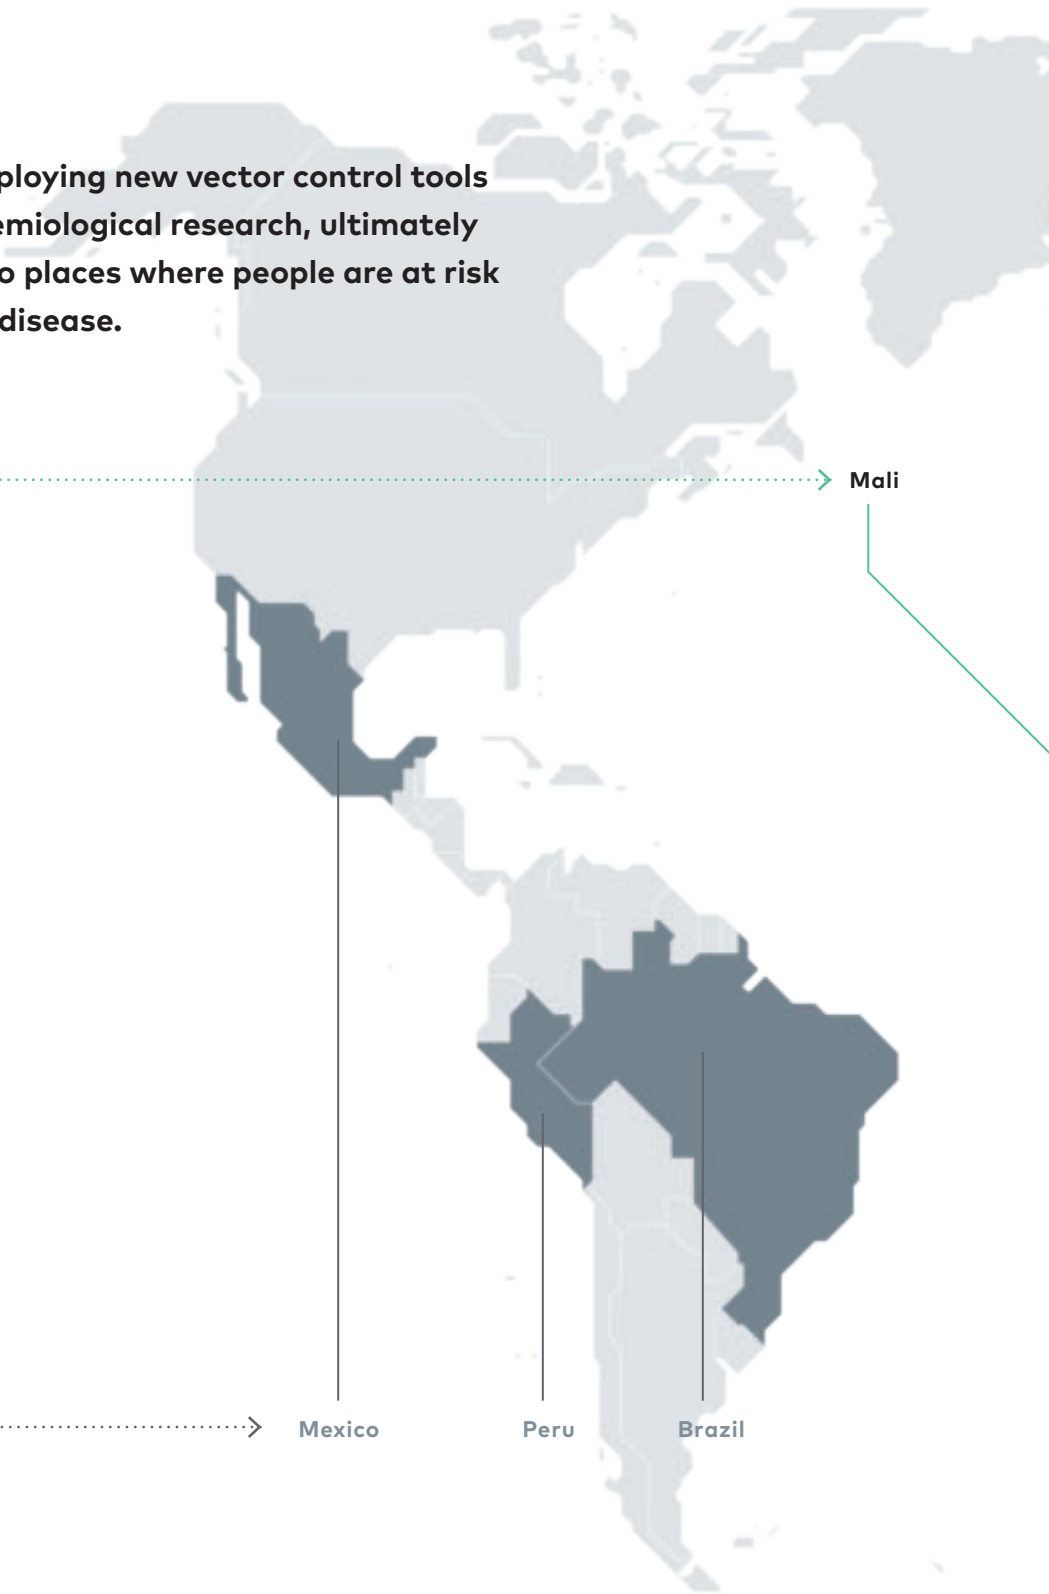 ploying new vector control tools
emiological research, ultimately
o places where people are at risk
disease.
Mali
Mexico
Peru
Brazil